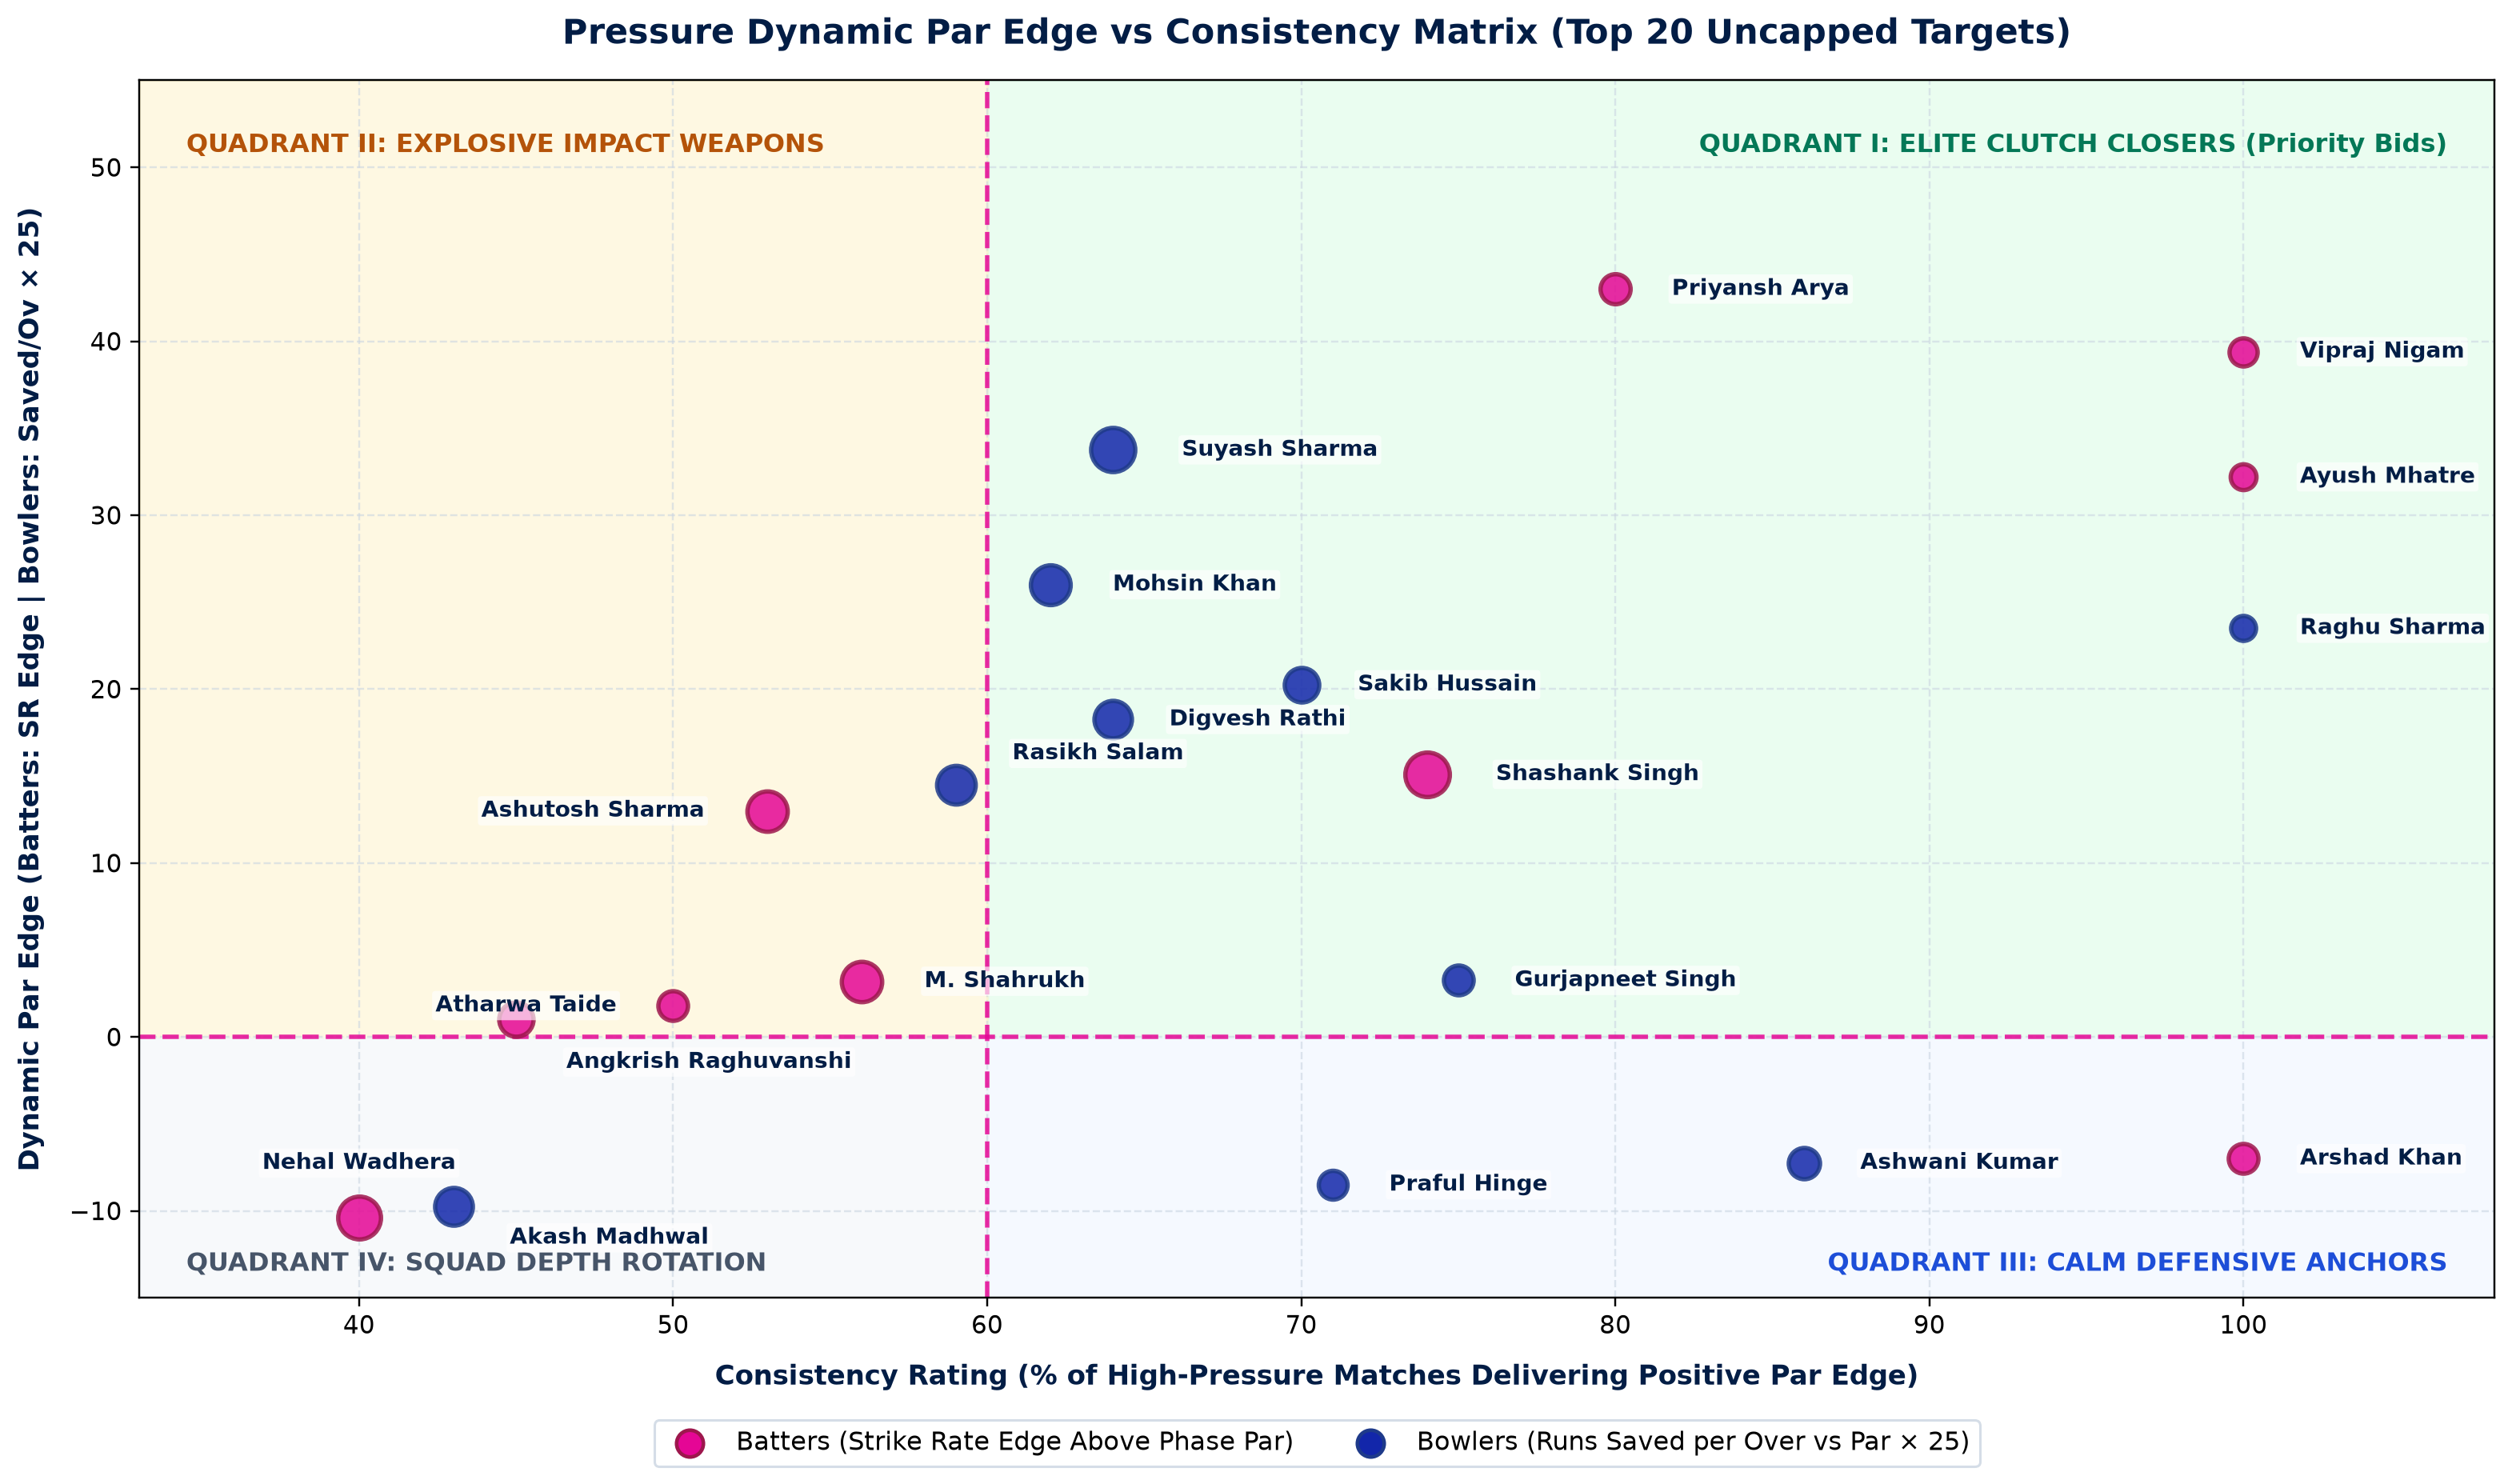 Pressure Dynamic Par Edge vs Consistency Matrix (Top 20 Uncapped Targets)
QUADRANT II: EXPLOSIVE IMPACT WEAPONS
QUADRANT I: ELITE CLUTCH CLOSERS (Priority Bids)
Dynamic Par Edge (Batters: SR Edge | Bowlers: Saved/Ov × 25)
50
40
30
20
10
0
−10
Priyansh Arya
Vipraj Nigam
Suyash Sharma
Ayush Mhatre
Mohsin Khan
Raghu Sharma
Sakib Hussain
Digvesh Rathi
Rasikh Salam
Shashank Singh
Ashutosh Sharma
M. Shahrukh
Gurjapneet Singh
Atharwa Taide
Angkrish Raghuvanshi
Nehal Wadhera
Ashwani Kumar
Arshad Khan
Praful Hinge
Akash Madhwal
QUADRANT IV: SQUAD DEPTH ROTATION
QUADRANT III: CALM DEFENSIVE ANCHORS
40
50
60
70
80
90
100
Consistency Rating (% of High-Pressure Matches Delivering Positive Par Edge)
Batters (Strike Rate Edge Above Phase Par)
Bowlers (Runs Saved per Over vs Par × 25)